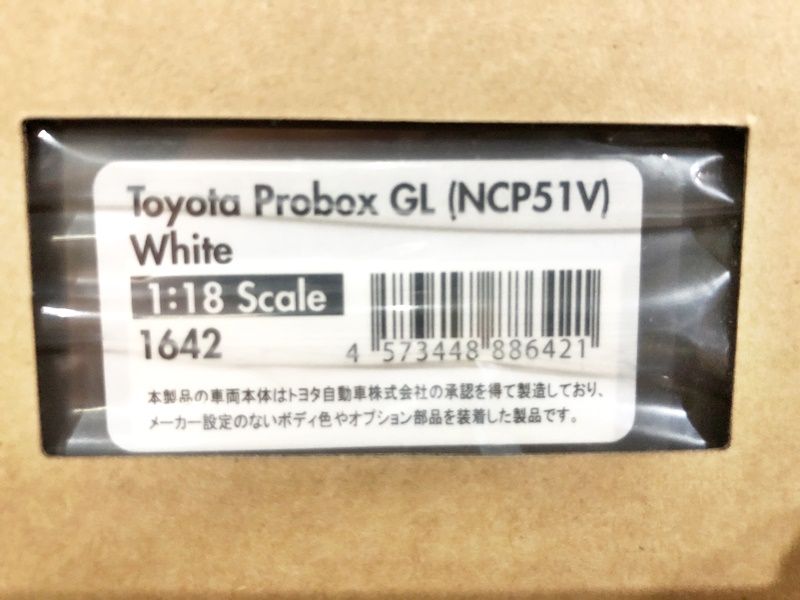 Toyota Probox GL (NCP51V)
White
1:18 Scale
1642
4 573448 886421
本製品の車両本体はトヨタ自動車株式会社の承認を得て製造しており、
メーカー設定のないボディ色やオプション部品を装着した製品です。